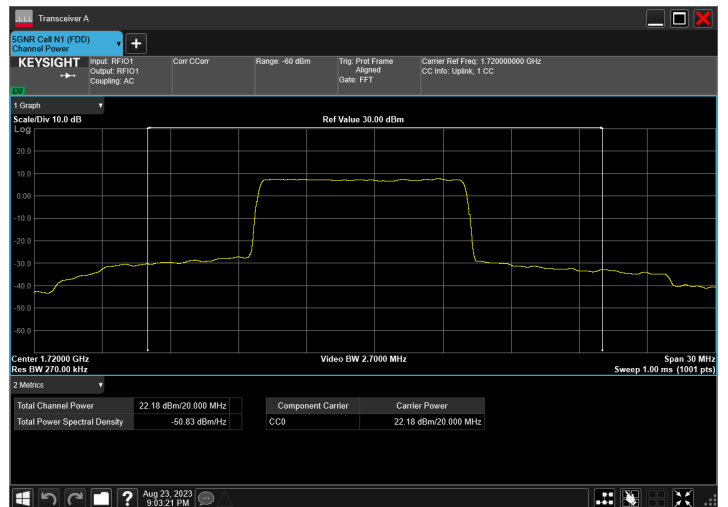 Transceiver A
5GNR Cell N1 (FDD)
Channel Power
KEYSIGHT
LXI
Input: RFIO1
Output: RFIO1
Coupling: AC
Corr CCorr
Range: -60 dBm
Trig: Prot Frame
Aligned
Gate: FFT
Carrier Ref Freq: 1.720000000 GHz
CC Info: Uplink, 1 CC
1 Graph
Scale/Div 10.0 dB
Ref Value 30.00 dBm
Log
20.0
10.0
0.00
-10.0
-20.0
-30.0
-40.0
-50.0
-60.0
Center 1.72000 GHz
Video BW 2.7000 MHz
Span 30 MHz
Res BW 270.00 kHz
Sweep 1.00 ms (1001 pts)
2 Metrics
Total Channel Power 22.18 dBm/20.000 MHz
Total Power Spectral Density -50.83 dBm/Hz
Component Carrier Carrier Power
CC0 22.18 dBm/20.000 MHz
Aug 23, 2023
9:03:21 PM